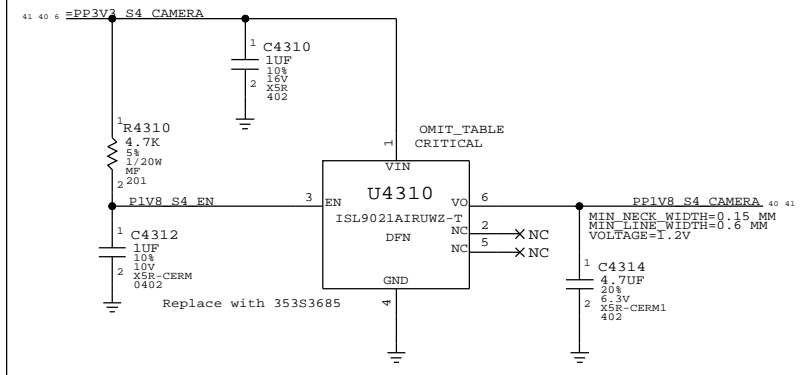 41 40 6 =PP3V3_S4_CAMERA
1 C4310
1UF
10%
2 16V
X5R
402
1 R4310
4.7K
5%
1/20W
MF
2 201
OMIT_TABLE
CRITICAL
1
VIN
U4310
ISL9021AIRUWZ-T
DFN
P1V8_S4_EN 3 EN
VO 6 PP1V8_S4_CAMERA 40 41
NC 2 NC
NC 5 NC
MIN_NECK_WIDTH=0.15 MM
MIN_LINE_WIDTH=0.6 MM
VOLTAGE=1.2V
GND
4
1 C4312
1UF
10%
2 10V
X5R-CERM
0402
Replace with 353S3685
1 C4314
4.7UF
20%
2 6.3V
X5R-CERM1
402